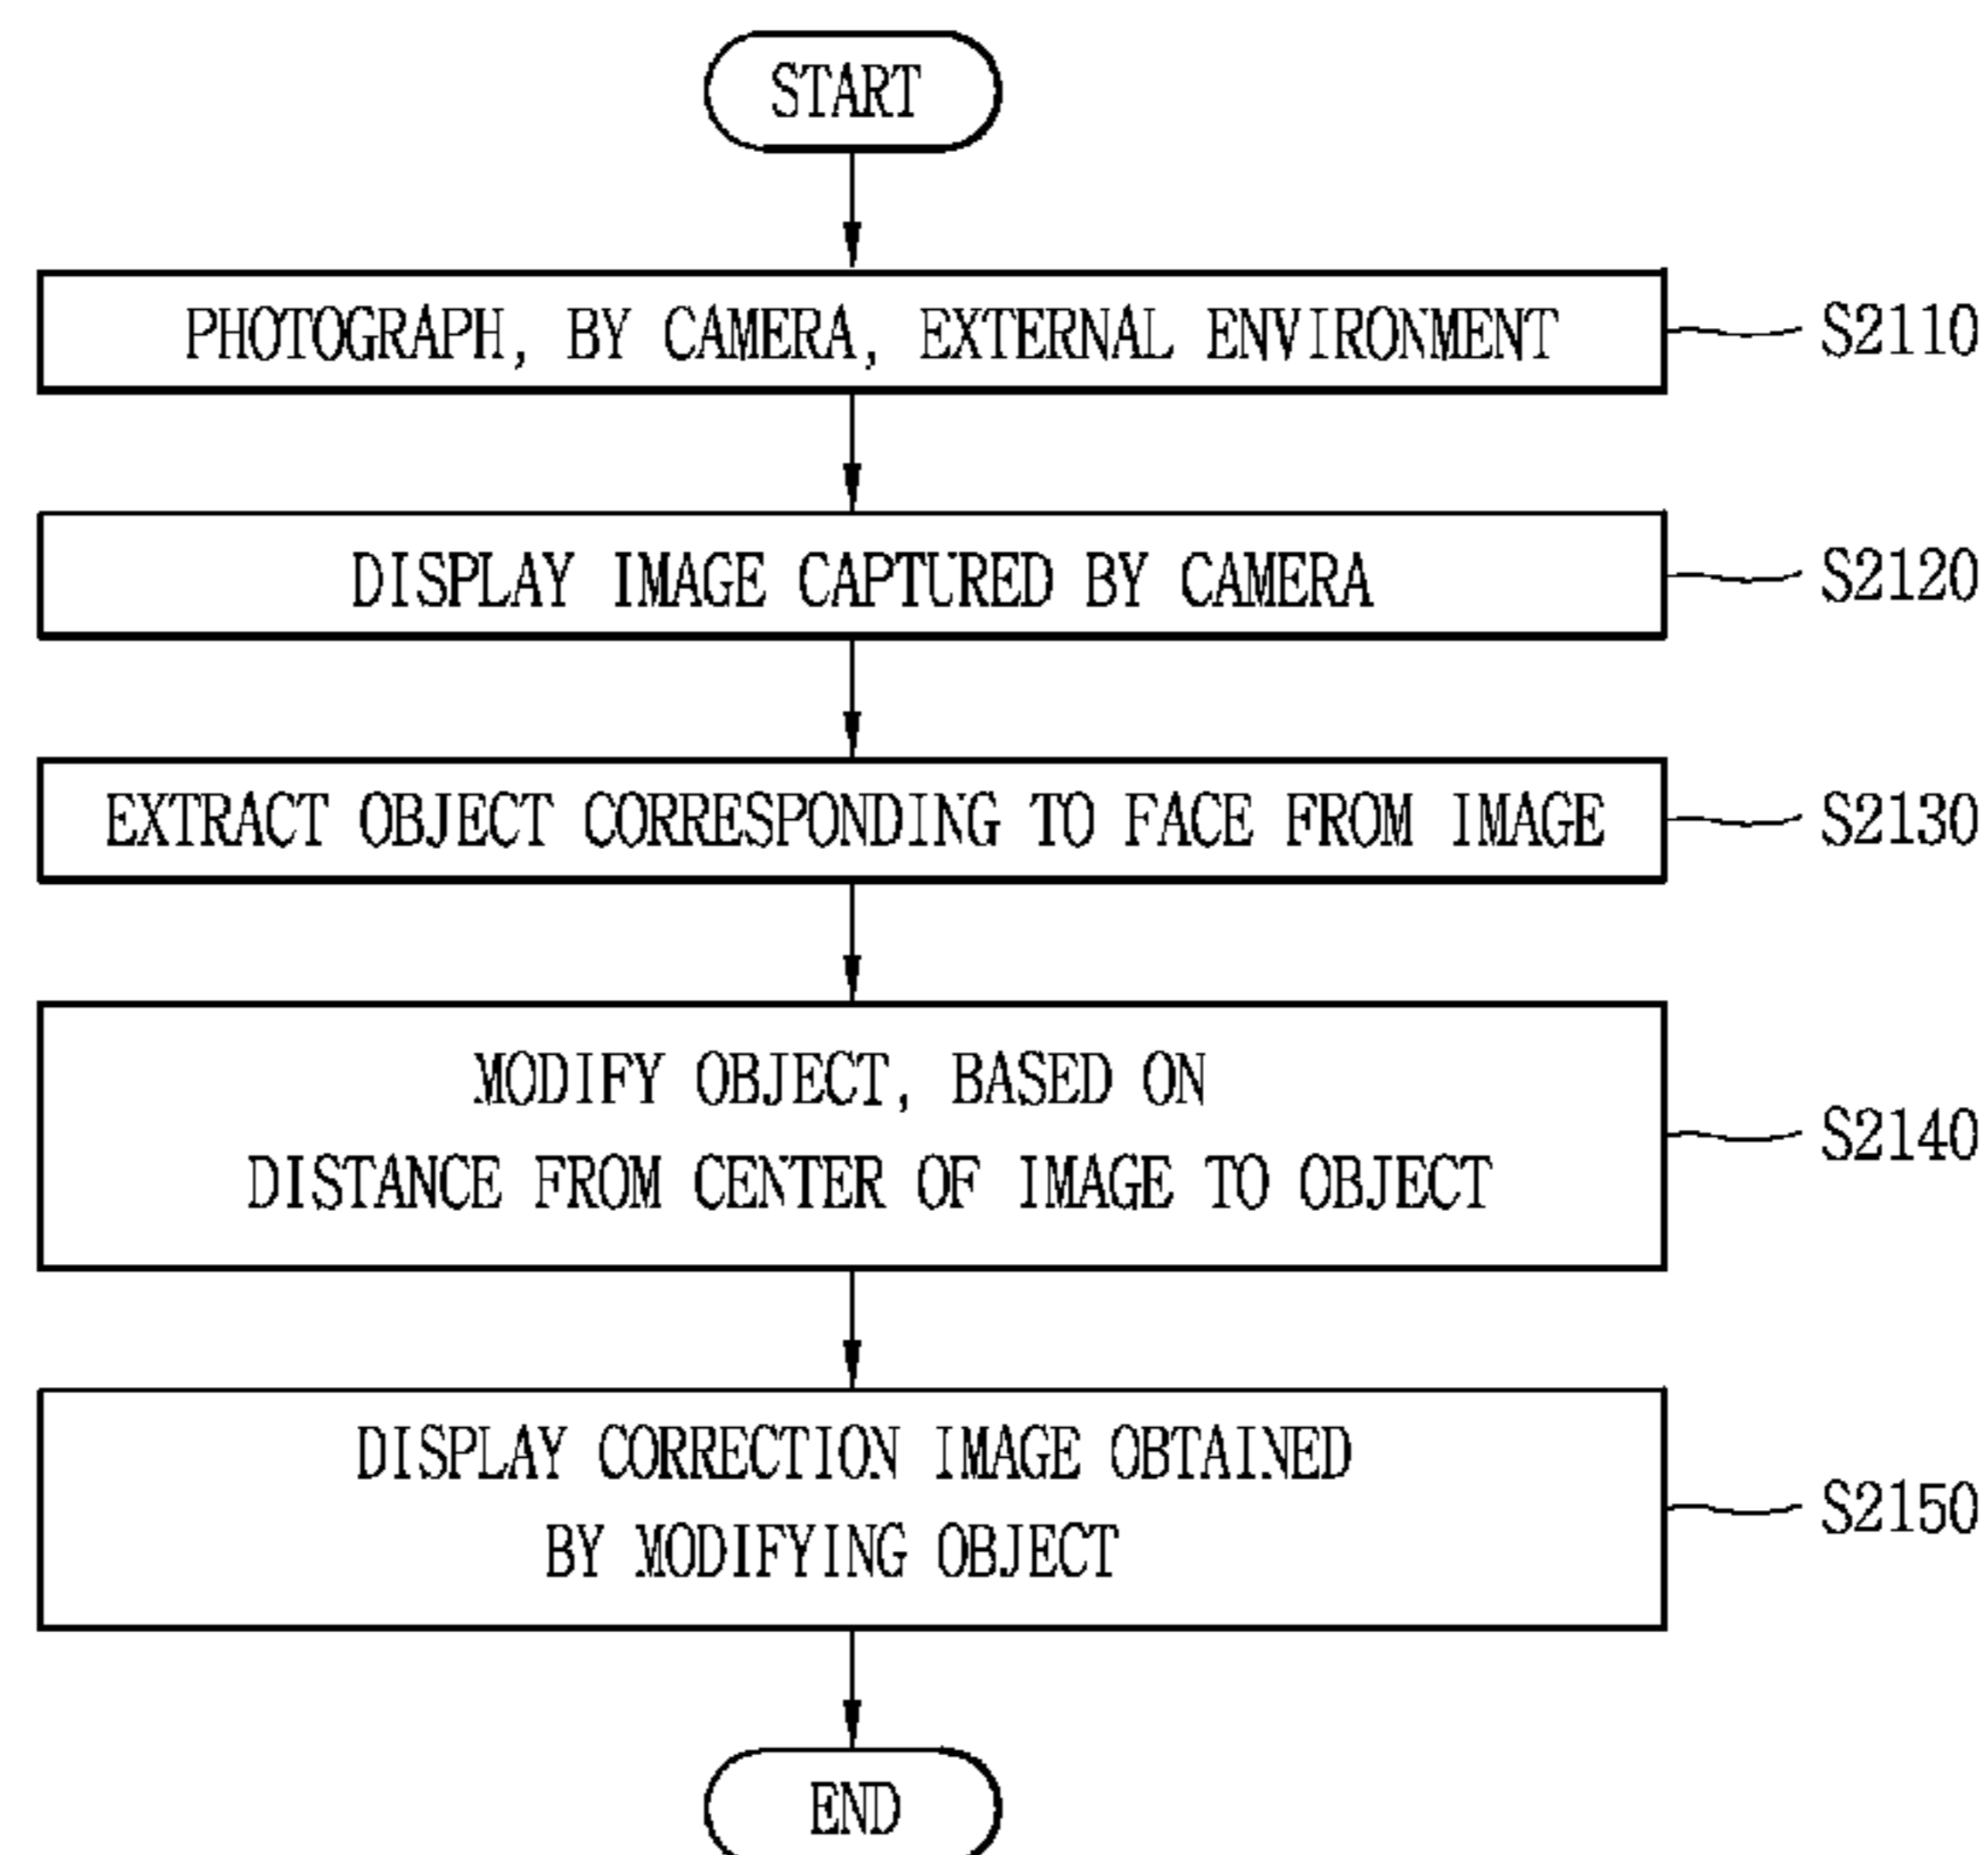 START
PHOTOGRAPH, BY CAMERA, EXTERNAL ENVIRONMENT
S2110
DISPLAY IMAGE CAPTURED BY CAMERA
S2120
EXTRACT OBJECT CORRESPONDING TO FACE FROM IMAGE
S2130
MODIFY OBJECT, BASED ON
DISTANCE FROM CENTER OF IMAGE TO OBJECT
S2140
DISPLAY CORRECTION IMAGE OBTAINED
BY MODIFYING OBJECT
S2150
END